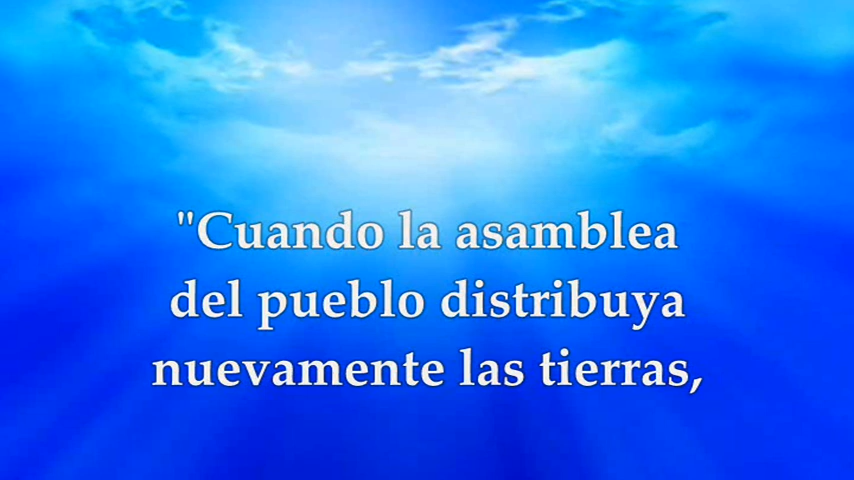 "Cuando la asamblea
del pueblo distribuya
nuevamente las tierras,